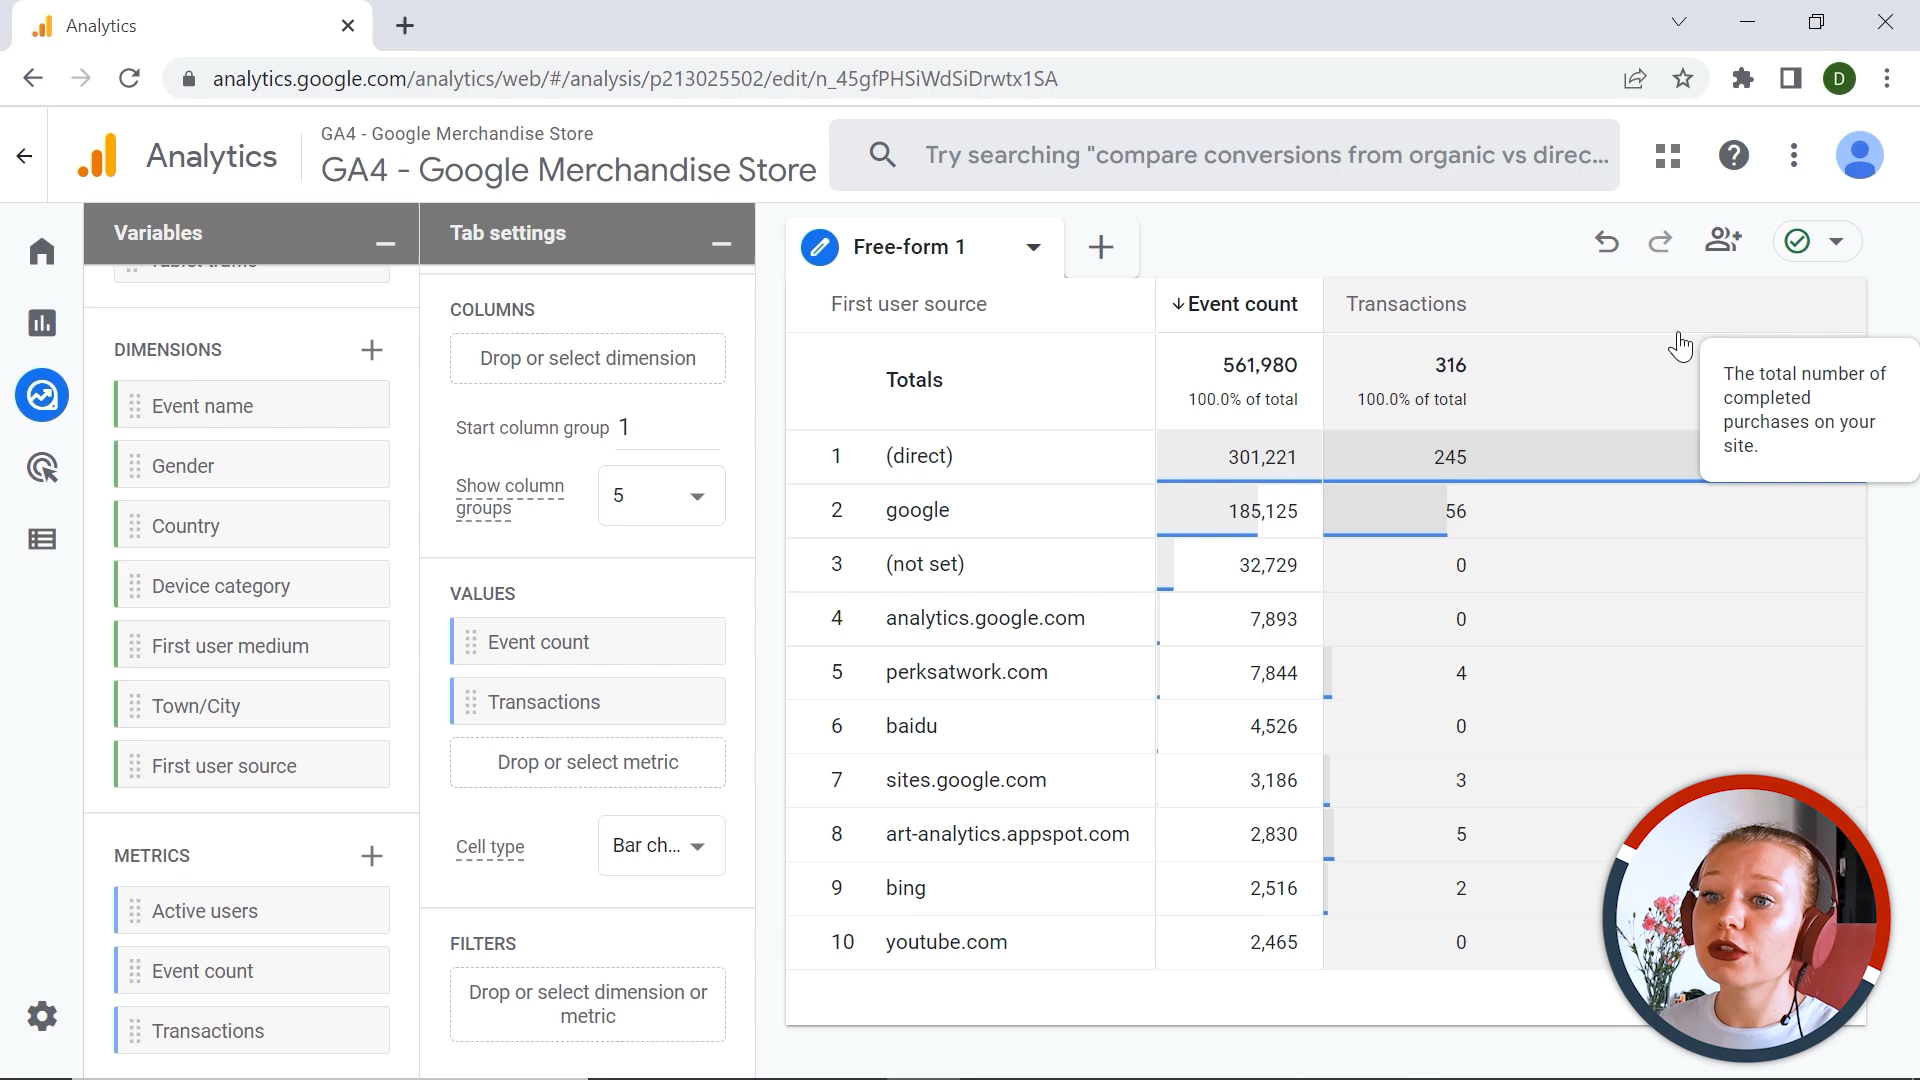 Analytics
analytics.google.com/analytics/web/#/analysis/p213025502/edit/n_45gfPHSiWdSiDrwtx1SA
D
Analytics
GA4 - Google Merchandise Store
GA4 - Google Merchandise Store
Try searching "compare conversions from organic vs direc...
Variables
DIMENSIONS
Event name
Gender
Country
Device category
First user medium
Town/City
First user source
METRICS
Active users
Event count
Transactions
Tab settings
COLUMNS
Drop or select dimension
Start column group 1
Show column groups 5
VALUES
Event count
Transactions
Drop or select metric
Cell type Bar ch...
FILTERS
Drop or select dimension or
metric
Free-form 1
First user source Event count Transactions
Totals 561,980 316
100.0% of total 100.0% of total
1 (direct) 301,221 245
2 google 185,125 56
3 (not set) 32,729 0
4 analytics.google.com 7,893 0
5 perksatwork.com 7,844 4
6 baidu 4,526 0
7 sites.google.com 3,186 3
8 art-analytics.appspot.com 2,830 5
9 bing 2,516 2
10 youtube.com 2,465 0
The total number of
completed
purchases on your
site.